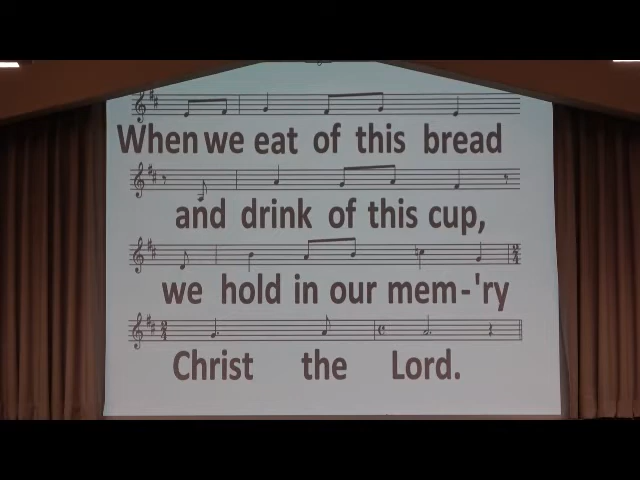 When we eat of this bread
and drink of this cup,
we hold in our mem-'ry
Christ the Lord.